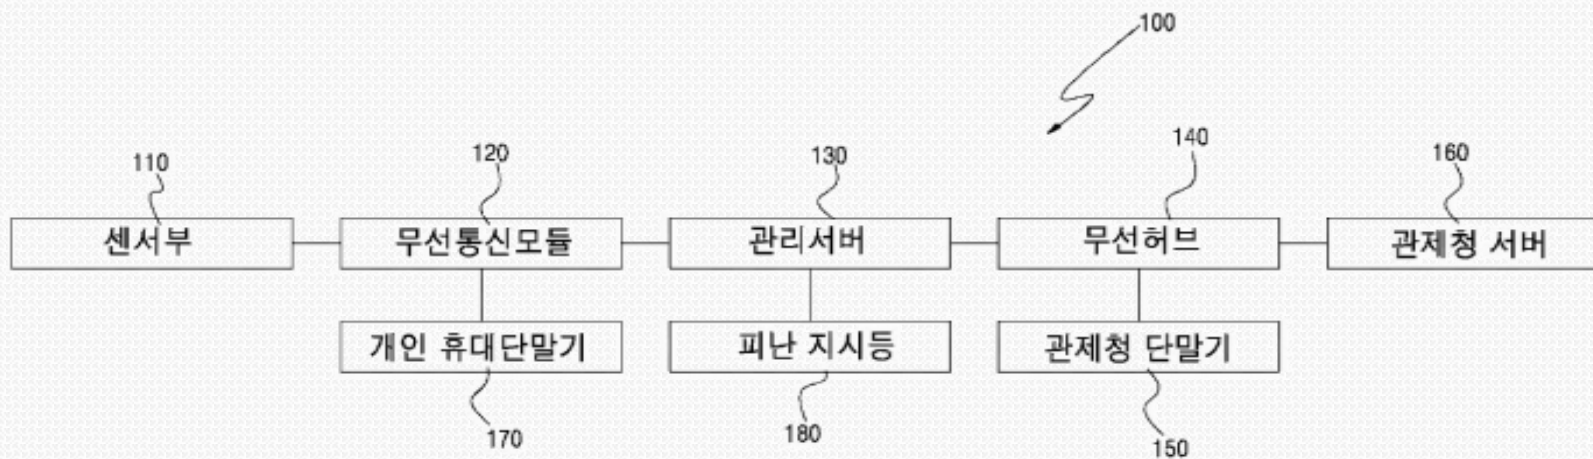 100
110
120
130
140
160
센서부
무선통신모듈
관리서버
무선허브
관제청 서버
개인 휴대단말기
피난 지시등
관제청 단말기
170
180
150